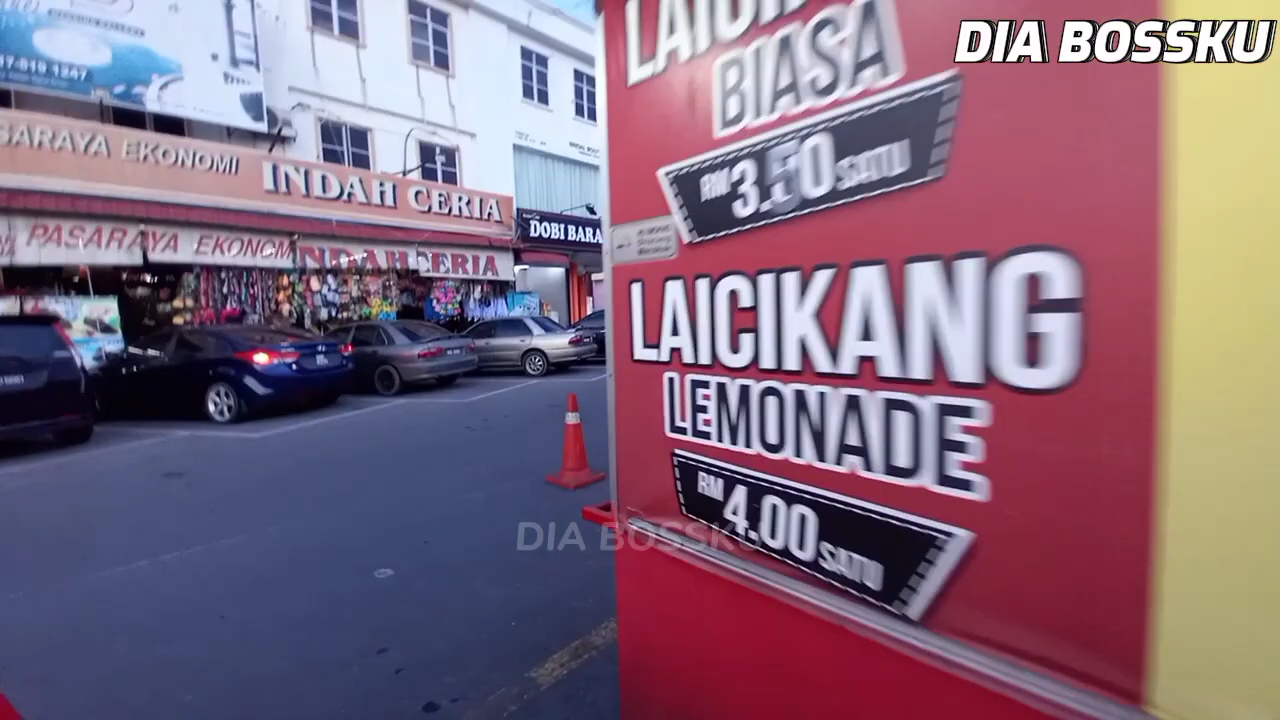 DIA BOSSKU
BIASA
RM 3.50 SATU
LAICIKANG
LEMONADE
RM 4.00 SATU
DIA BOSSKU
SARAYA EKONOMI INDAH CERIA
PASARAYA EKONOMI INDAH CERIA
DOBI BARA